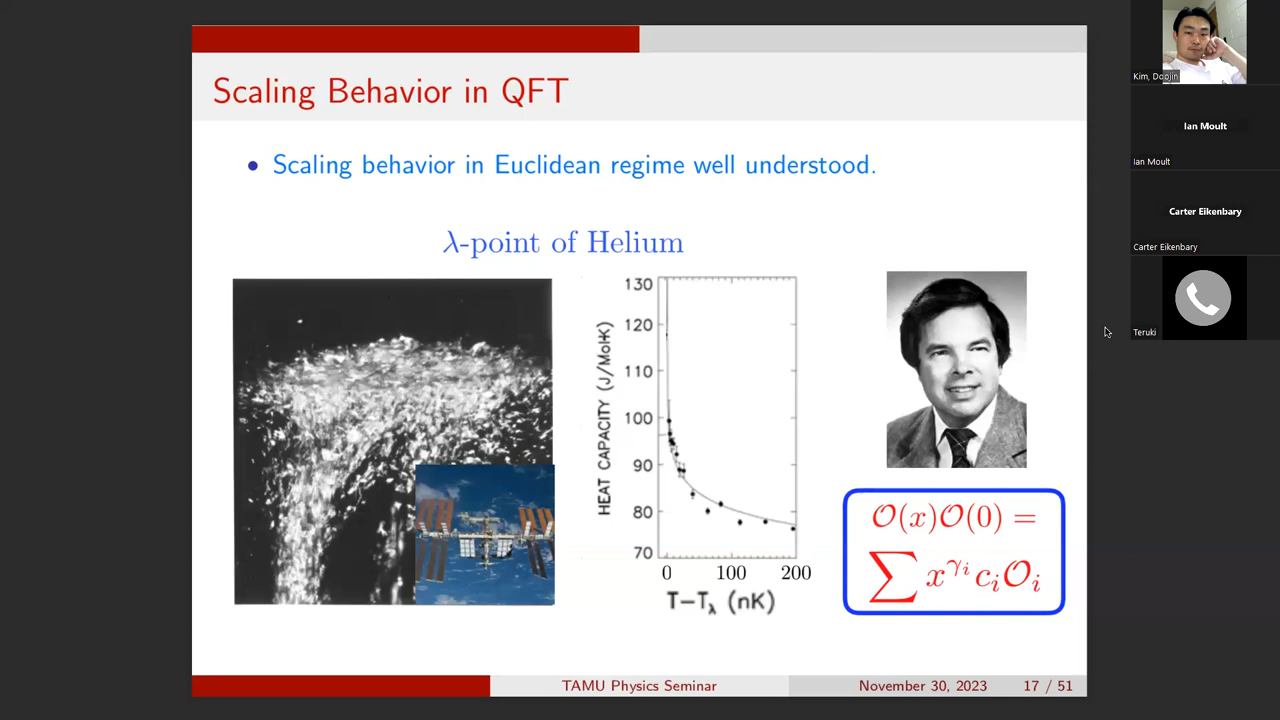 Scaling Behavior in QFT
• Scaling behavior in Euclidean regime well understood.
λ-point of Helium
HEAT CAPACITY (J/MolHK)
130
120
110
100
90
80
70
0 100 200
T−Tλ (nK)
𝒪(x)𝒪(0) =
∑ x^{γ_i} c_i 𝒪_i
TAMU Physics Seminar November 30, 2023 17 / 51
Kim, Doojin
Ian Moult
Ian Moult
Carter Eikenbary
Carter Eikenbary
Teruki